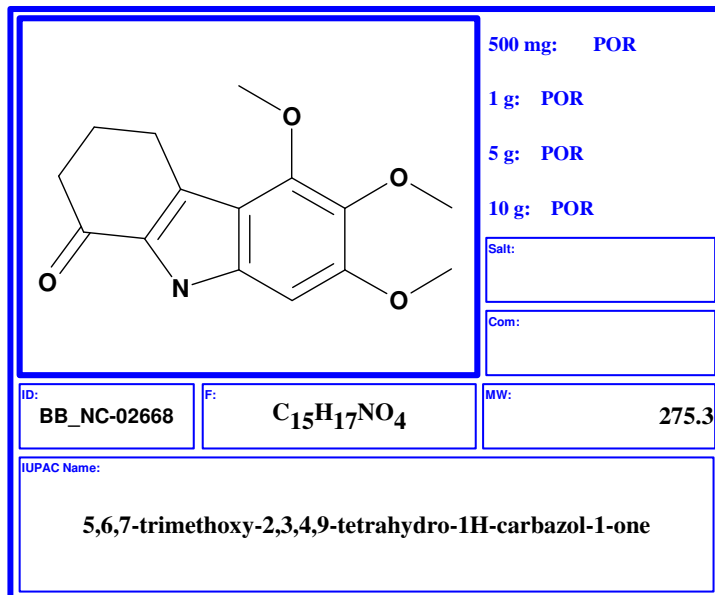 500 mg: POR
1 g: POR
5 g: POR
10 g: POR
O
O
O
O
N
Salt:
Com:
ID:
BB_NC-02668
F:
C15H17NO4
MW:
275.3
IUPAC Name:
5,6,7-trimethoxy-2,3,4,9-tetrahydro-1H-carbazol-1-one